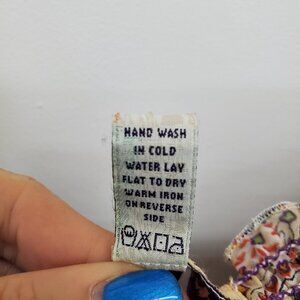 HAND WASH
IN COLD
WATER LAY
FLAT TO DRY
WARM IRON
ON REVERSE
SIDE